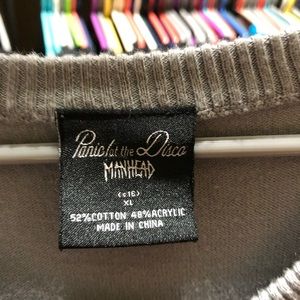 Panic! at the Disco
MANHEAD
(c16)
XL
52%COTTON 48%ACRYLIC
MADE IN CHINA